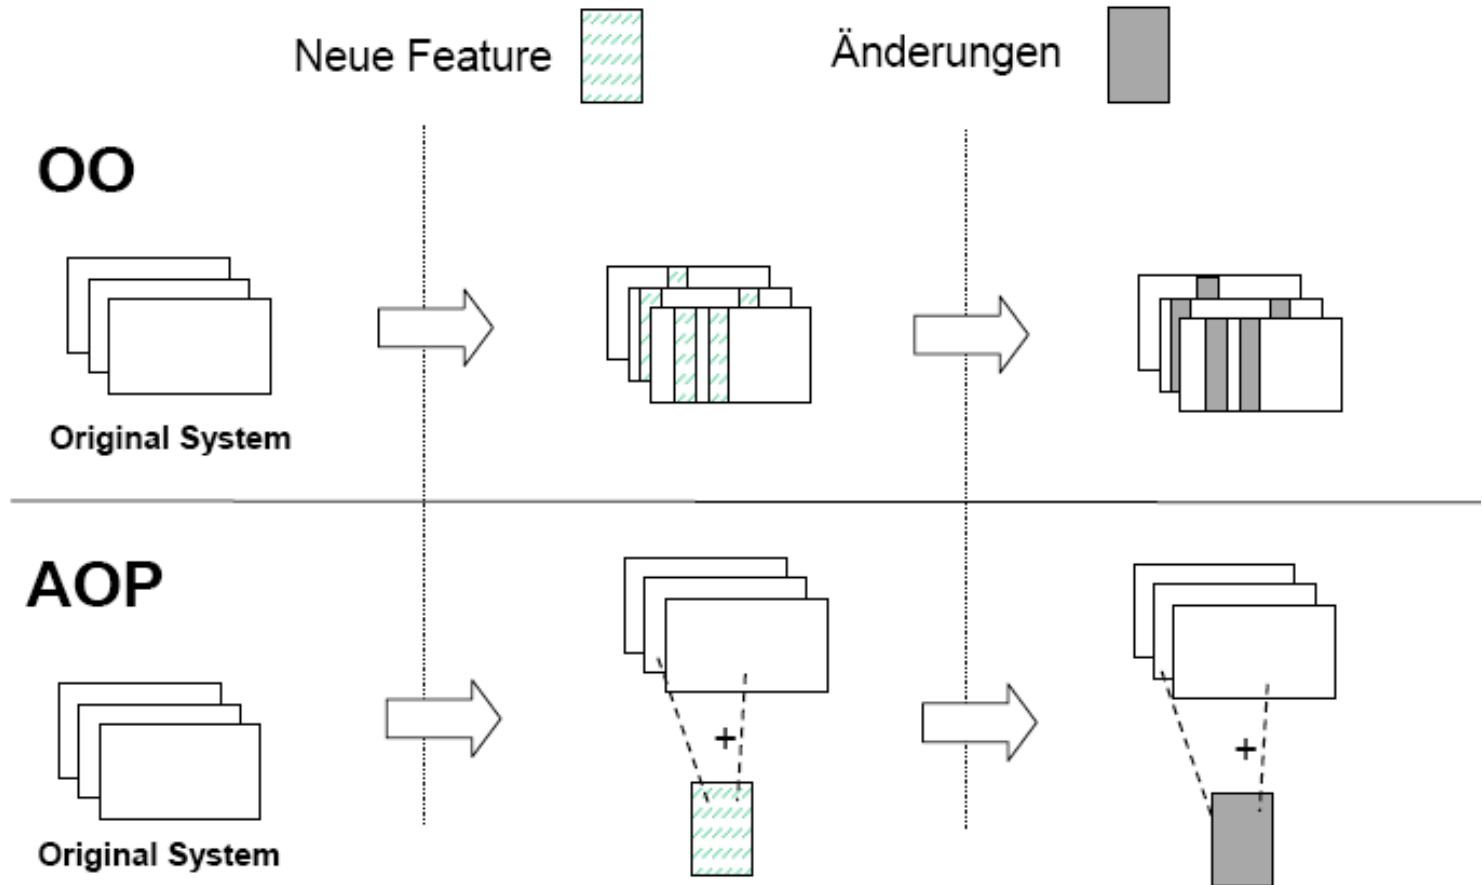 Neue Feature
Änderungen
OO
Original System
AOP
+
+
Original System